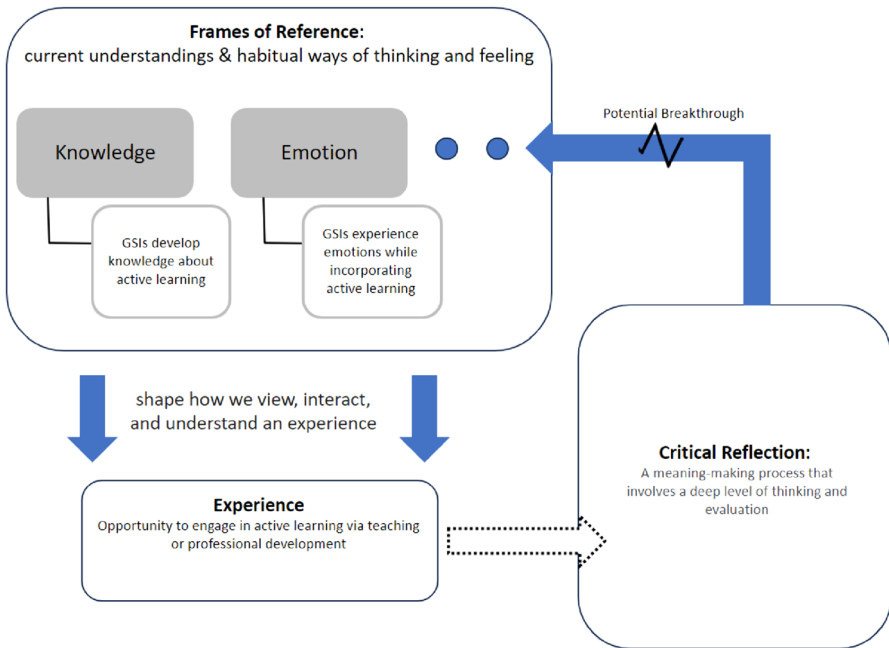 Frames of Reference:
current understandings & habitual ways of thinking and feeling
Knowledge
Emotion
GSIs develop
knowledge about
active learning
GSIs experience
emotions while
incorporating
active learning
Potential Breakthrough
shape how we view, interact,
and understand an experience
Experience
Opportunity to engage in active learning via teaching
or professional development
Critical Reflection:
A meaning-making process that
involves a deep level of thinking and
evaluation